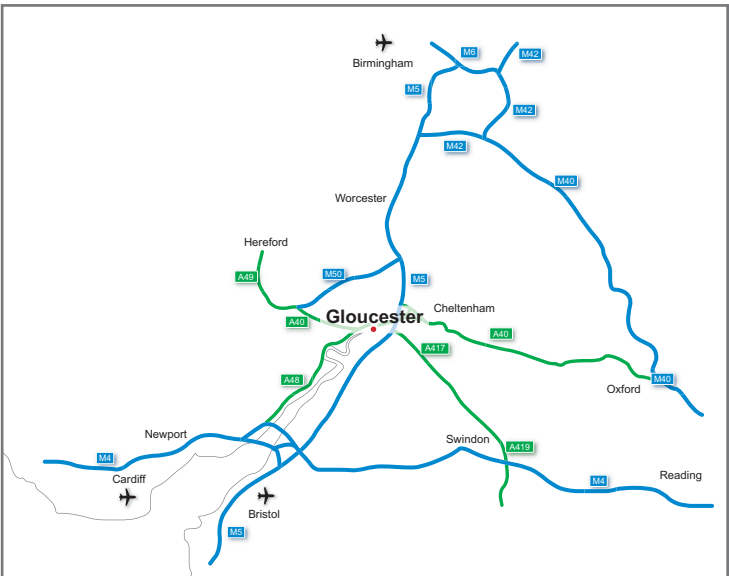 M6
M42
Birmingham
M5
M42
M42
M40
Worcester
Hereford
A49
M50
M5
Cheltenham
A40
Gloucester
A40
A417
A48
M40
Oxford
Newport
Swindon
A419
M4
Cardiff
Reading
M4
Bristol
M5